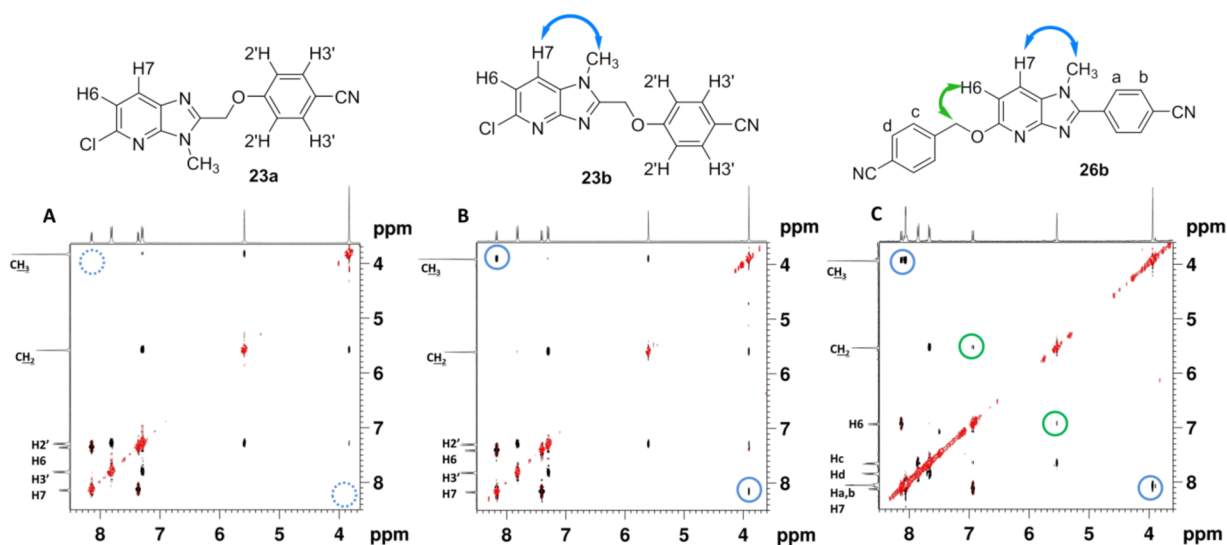 H7
H6
N
N
CH3
Cl
N
O
2'H
H3'
2'H
H3'
CN
23a
H7
CH3
H6
N
N
Cl
N
O
2'H
H3'
2'H
H3'
CN
23b
H7
CH3
H6
N
N
N
O
a
b
CN
c
d
NC
26b
A
ppm
CH3
CH2
H2'
H6
H3'
H7
4
5
6
7
8
8 7 6 5 4 ppm
B
ppm
CH3
CH2
H2'
H6
H3'
H7
4
5
6
7
8
8 7 6 5 4 ppm
C
ppm
CH3
CH2
H6
Hc
Hd
Ha,b
H7
4
5
6
7
8
8 7 6 5 4 ppm